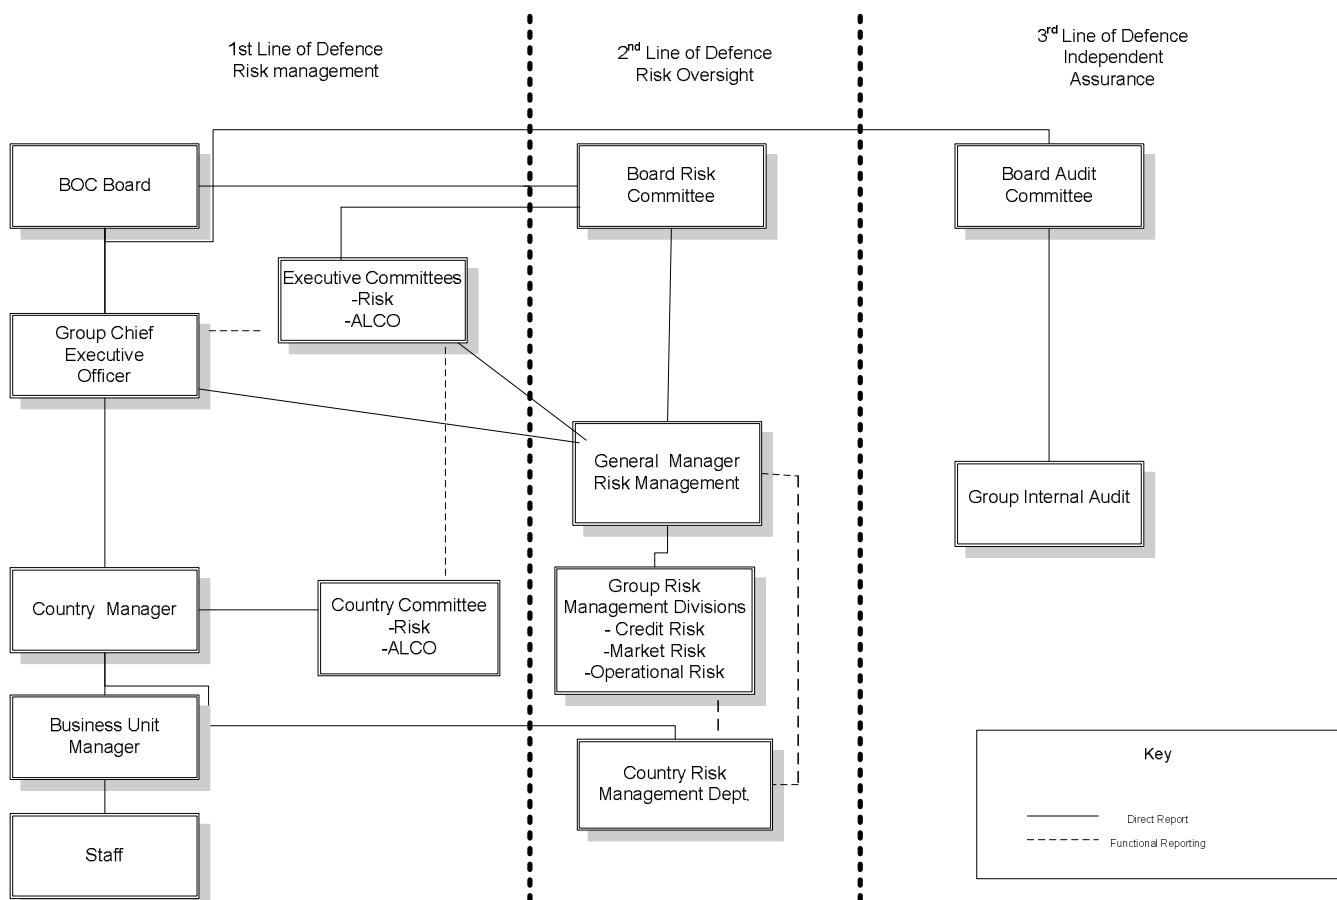 1st Line of Defence
Risk management
2nd Line of Defence
Risk Oversight
3rd Line of Defence
Independent
Assurance
BOC Board
Board Risk
Committee
Board Audit
Committee
Executive Committees
-Risk
-ALCO
Group Chief
Executive
Officer
General Manager
Risk Management
Group Internal Audit
Country Manager
Country Committee
-Risk
-ALCO
Group Risk
Management Divisions
- Credit Risk
-Market Risk
-Operational Risk
Business Unit
Manager
Country Risk
Management Dept.
Staff
Key
Direct Report
Functional Reporting